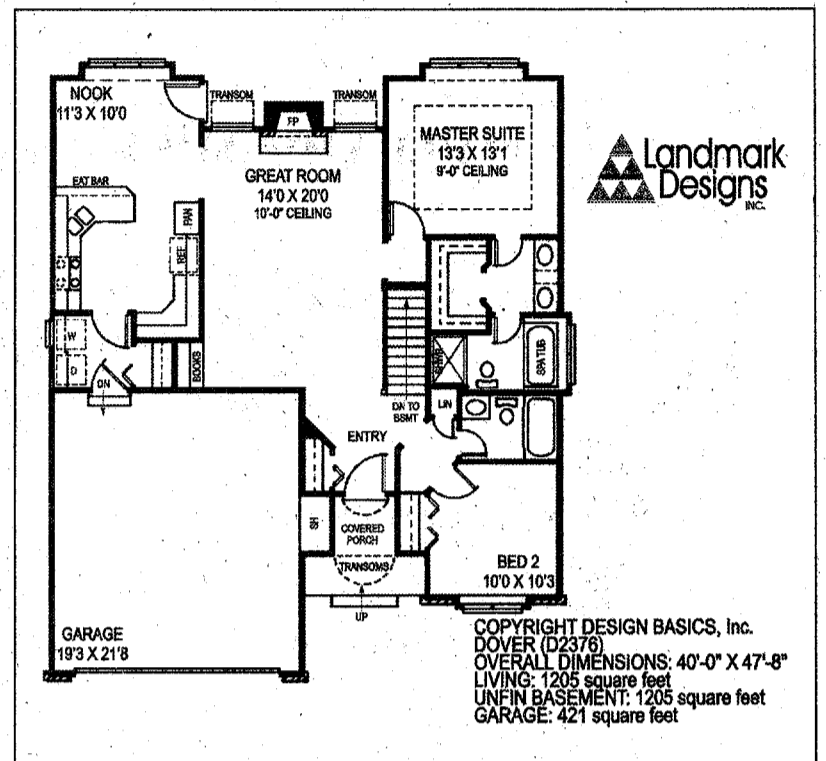 NOOK
11'3 X 10'0
TRANSOM
FP
TRANSOM
MASTER SUITE
13'3 X 13'1
9'-0" CEILING
Landmark
Designs
INC.
GREAT ROOM
14'0 X 20'0
10'-0" CEILING
EAT BAR
PAN
REF
W
D
DN
BOOKS
SHWR
SPA TUB
DN TO
BSMT
LIN
ENTRY
SH
COVERED
PORCH
TRANSOMS
UP
BED 2
10'0 X 10'3
GARAGE
19'3 X 21'8
COPYRIGHT DESIGN BASICS, Inc.
DOVER (D2376)
OVERALL DIMENSIONS: 40'-0" X 47'-8"
LIVING: 1205 square feet
UNFIN BASEMENT: 1205 square feet
GARAGE: 421 square feet